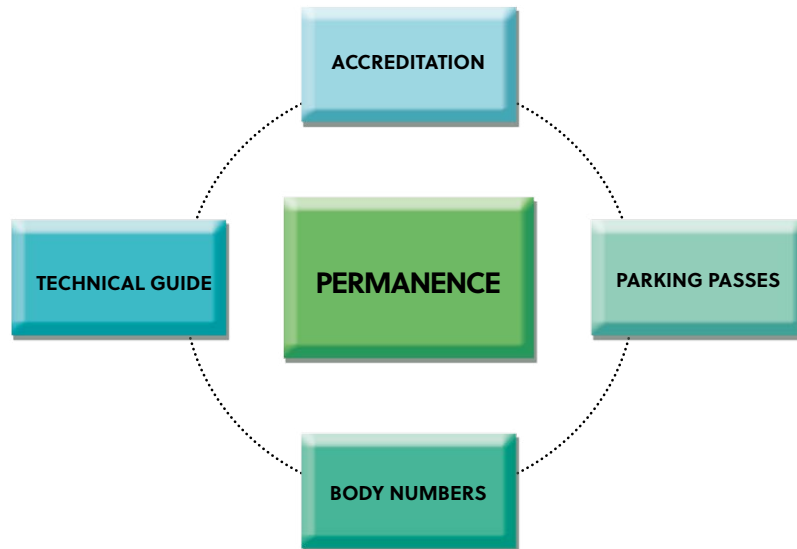 ACCREDITATION
TECHNICAL GUIDE
PERMANENCE
PARKING PASSES
BODY NUMBERS